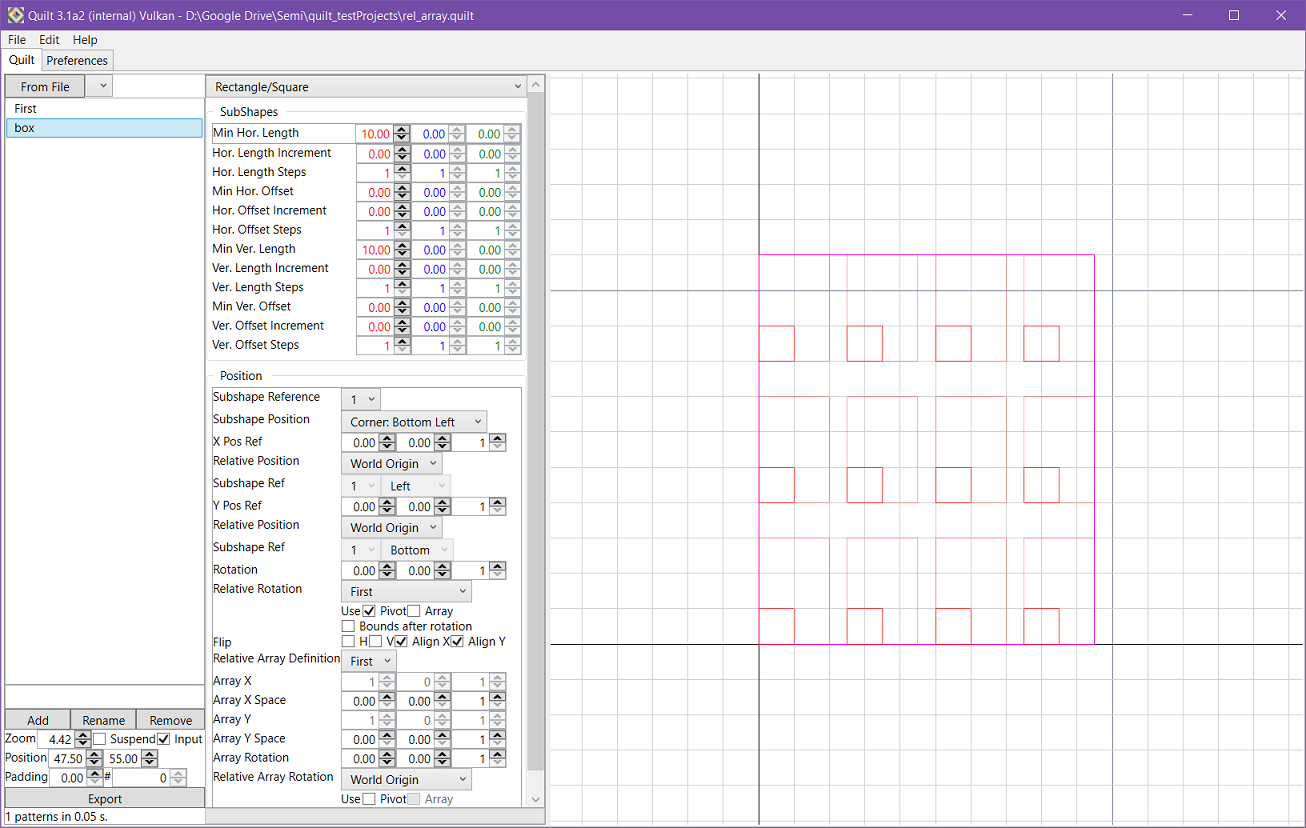 Quilt 3.1a2 (internal) Vulkan - D:\Google Drive\Semi\quilt_testProjects\rel_array.quilt
File Edit Help
Quilt Preferences
From File
First
box
Rectangle/Square
SubShapes
Min Hor. Length 10.00 0.00 0.00
Hor. Length Increment 0.00 0.00 0.00
Hor. Length Steps 1 1 1
Min Hor. Offset 0.00 0.00 0.00
Hor. Offset Increment 0.00 0.00 0.00
Hor. Offset Steps 1 1 1
Min Ver. Length 10.00 0.00 0.00
Ver. Length Increment 0.00 0.00 0.00
Ver. Length Steps 1 1 1
Min Ver. Offset 0.00 0.00 0.00
Ver. Offset Increment 0.00 0.00 0.00
Ver. Offset Steps 1 1 1
Position
Subshape Reference 1
Subshape Position Corner: Bottom Left
X Pos Ref 0.00 0.00 1
Relative Position World Origin
Subshape Ref 1 Left
Y Pos Ref 0.00 0.00 1
Relative Position World Origin
Subshape Ref 1 Bottom
Rotation 0.00 0.00 1
Relative Rotation First
Use Pivot Array
Bounds after rotation
Flip H V Align X Align Y
Relative Array Definition First
Array X 1 0 1
Array X Space 0.00 0.00 1
Array Y 1 0 1
Array Y Space 0.00 0.00 1
Array Rotation 0.00 0.00 1
Relative Array Rotation World Origin
Use Pivot Array
Add Rename Remove
Zoom 4.42 Suspend Input
Position 47.50 55.00
Padding 0.00 # 0
Export
1 patterns in 0.05 s.